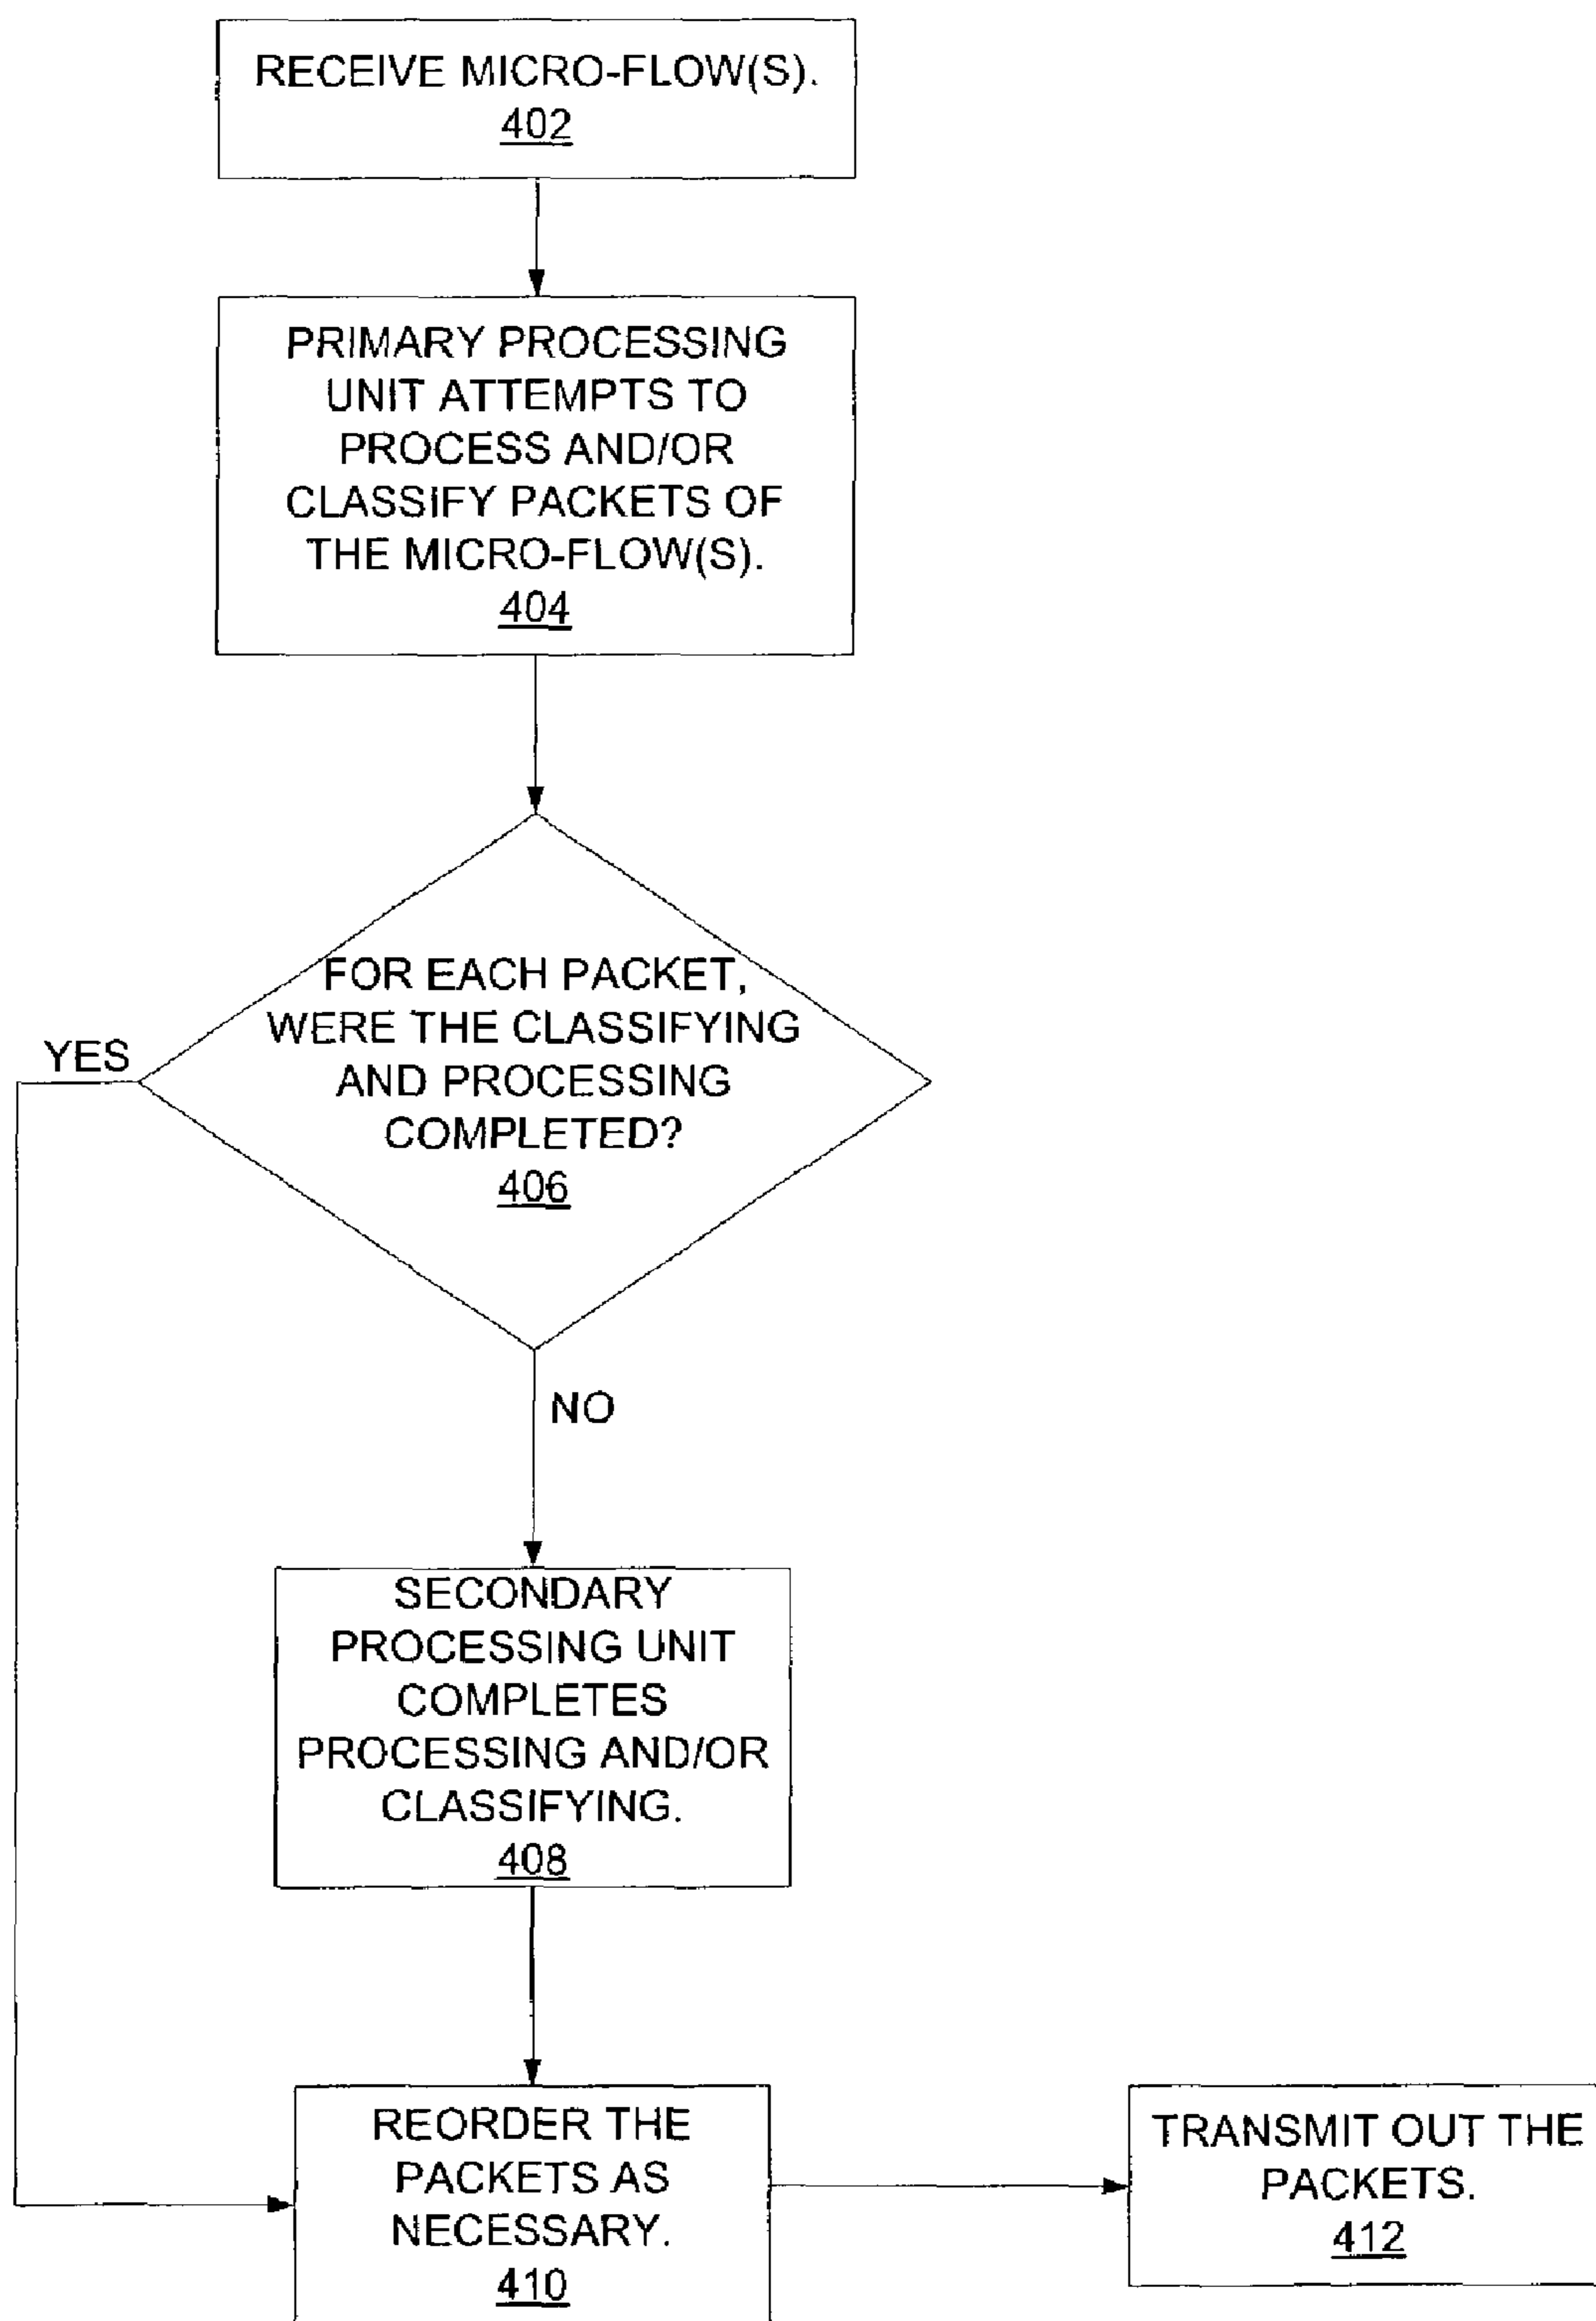 RECEIVE MICRO-FLOW(S).
402
PRIMARY PROCESSING
UNIT ATTEMPTS TO
PROCESS AND/OR
CLASSIFY PACKETS OF
THE MICRO-FLOW(S).
404
FOR EACH PACKET,
WERE THE CLASSIFYING
AND PROCESSING
COMPLETED?
406
YES
NO
SECONDARY
PROCESSING UNIT
COMPLETES
PROCESSING AND/OR
CLASSIFYING.
408
REORDER THE
PACKETS AS
NECESSARY.
410
TRANSMIT OUT THE
PACKETS.
412